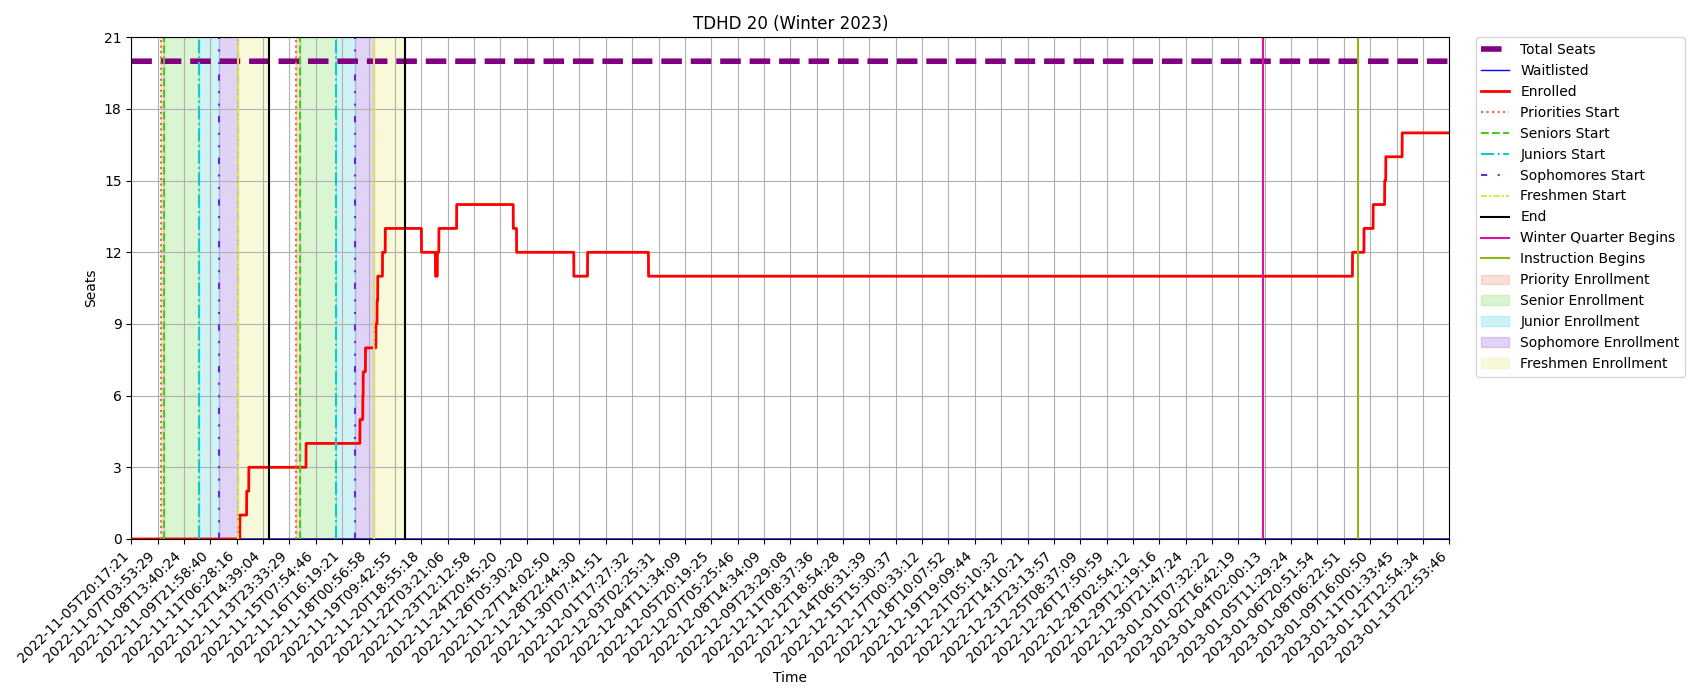 TDHD 20 (Winter 2023)
21
18
15
12
9
6
3
0
Seats
2022-11-05T20:17:21
2022-11-07T03:53:29
2022-11-08T13:40:24
2022-11-09T21:58:40
2022-11-11T06:28:16
2022-11-12T14:39:04
2022-11-13T23:33:29
2022-11-15T07:54:46
2022-11-16T16:19:21
2022-11-18T00:56:58
2022-11-19T09:42:55
2022-11-20T18:55:18
2022-11-22T03:21:06
2022-11-23T12:12:58
2022-11-24T20:45:20
2022-11-26T05:30:20
2022-11-27T14:02:50
2022-11-28T22:44:30
2022-11-30T07:41:51
2022-12-01T17:27:32
2022-12-03T02:25:31
2022-12-04T11:34:09
2022-12-05T20:19:25
2022-12-07T05:25:46
2022-12-08T14:34:09
2022-12-09T23:29:08
2022-12-11T08:37:36
2022-12-12T18:54:28
2022-12-14T06:31:39
2022-12-15T15:30:37
2022-12-17T00:33:12
2022-12-18T10:07:52
2022-12-19T19:09:44
2022-12-21T05:10:32
2022-12-22T14:10:21
2022-12-23T23:13:57
2022-12-25T08:37:09
2022-12-26T17:50:59
2022-12-28T02:54:12
2022-12-29T12:19:16
2022-12-30T21:47:24
2023-01-01T07:32:22
2023-01-02T16:42:19
2023-01-04T02:00:13
2023-01-05T11:29:24
2023-01-06T20:51:54
2023-01-08T06:22:51
2023-01-09T16:00:50
2023-01-11T01:33:45
2023-01-12T12:54:34
2023-01-13T22:53:46
Time
Total Seats
Waitlisted
Enrolled
Priorities Start
Seniors Start
Juniors Start
Sophomores Start
Freshmen Start
End
Winter Quarter Begins
Instruction Begins
Priority Enrollment
Senior Enrollment
Junior Enrollment
Sophomore Enrollment
Freshmen Enrollment